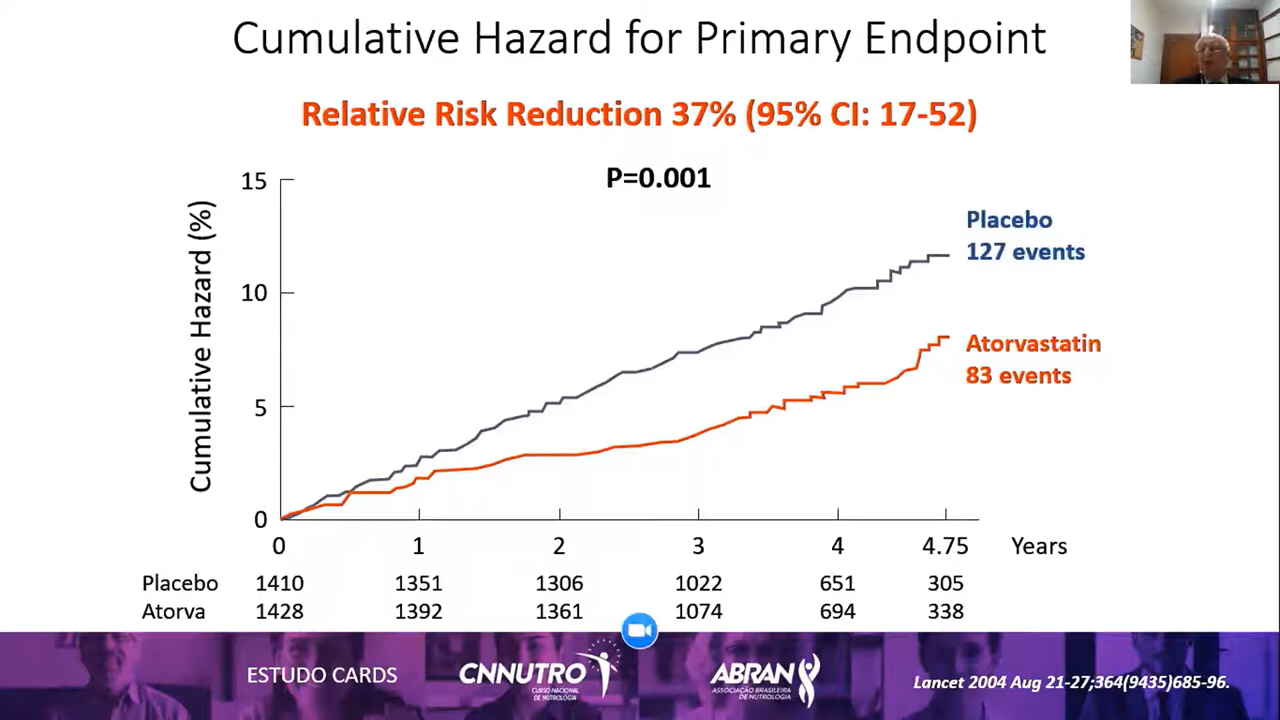 Cumulative Hazard for Primary Endpoint
Relative Risk Reduction 37% (95% CI: 17-52)
P=0.001
Cumulative Hazard (%)
15
10
5
0
Placebo
127 events
Atorvastatin
83 events
0 1 2 3 4 4.75 Years
Placebo 1410 1351 1306 1022 651 305
Atorva 1428 1392 1361 1074 694 338
ESTUDO CARDS
CNNUTRO
CURSO NACIONAL
DE NUTROLOGIA
ABRAN
ASSOCIAÇÃO BRASILEIRA
DE NUTROLOGIA
Lancet 2004 Aug 21-27;364(9435)685-96.